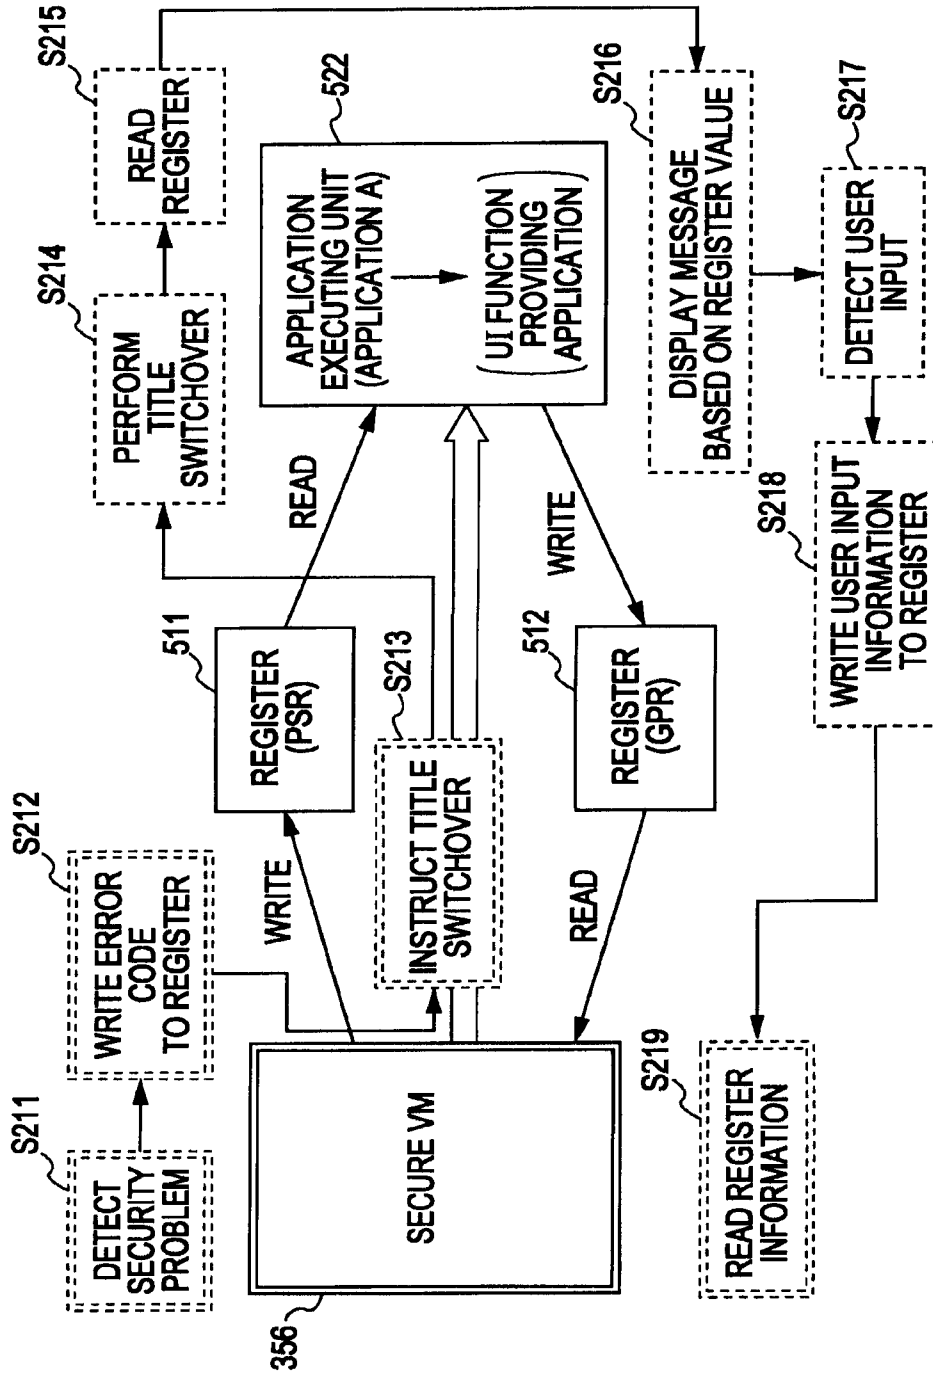 S211
DETECT
SECURITY
PROBLEM
S212
WRITE ERROR
CODE
TO REGISTER
S214
PERFORM
TITLE
SWITCHOVER
S215
READ
REGISTER
WRITE
511
REGISTER
(PSR)
READ
522
APPLICATION
EXECUTING UNIT
(APPLICATION A)
UI FUNCTION
PROVIDING
APPLICATION
356
SECURE VM
S213
INSTRUCT TITLE
SWITCHOVER
READ
512
REGISTER
(GPR)
WRITE
S216
DISPLAY MESSAGE
BASED ON REGISTER VALUE
S219
READ REGISTER
INFORMATION
S218
WRITE USER INPUT
INFORMATION
TO REGISTER
S217
DETECT USER
INPUT